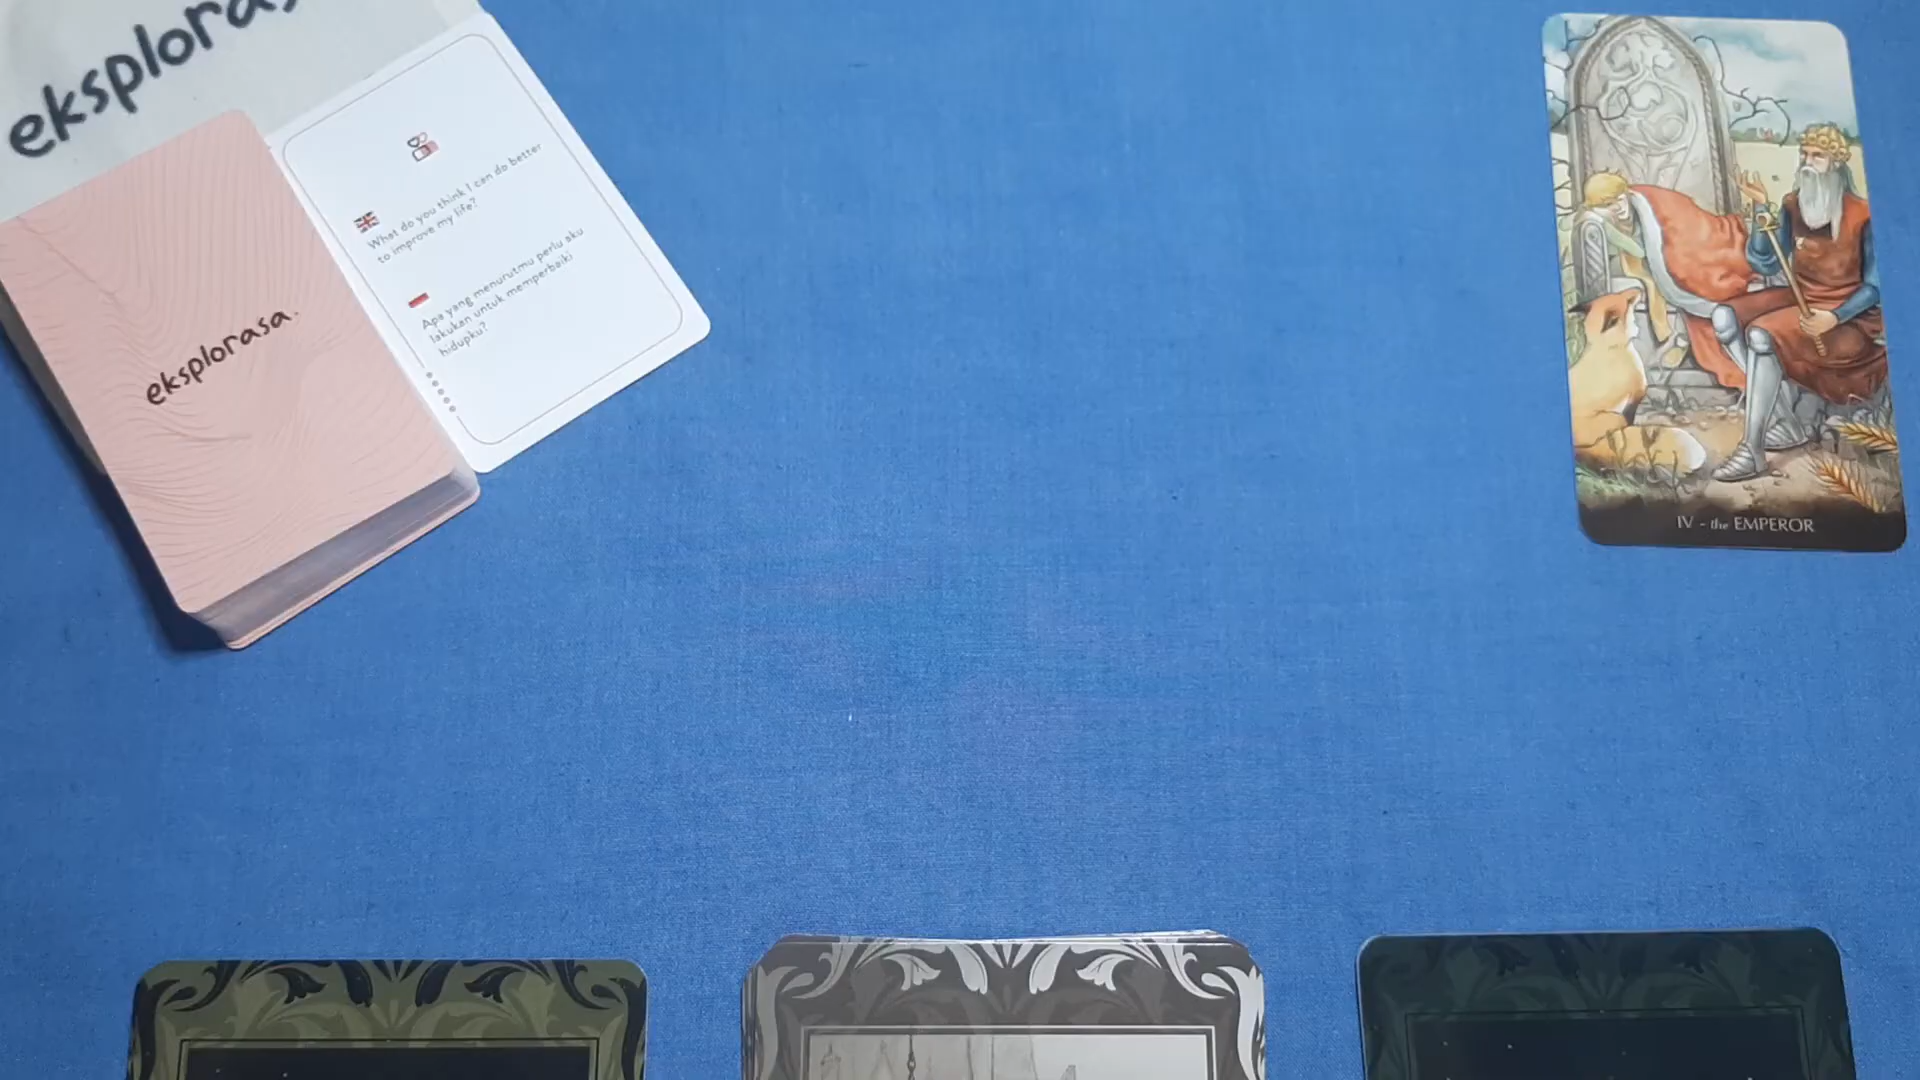 eksploras
eksplorasa.
What do you think I can do better
to improve my life?
Apa yang menurutmu perlu aku
lakukan untuk memperbaiki
hidupku?
IV - the EMPEROR